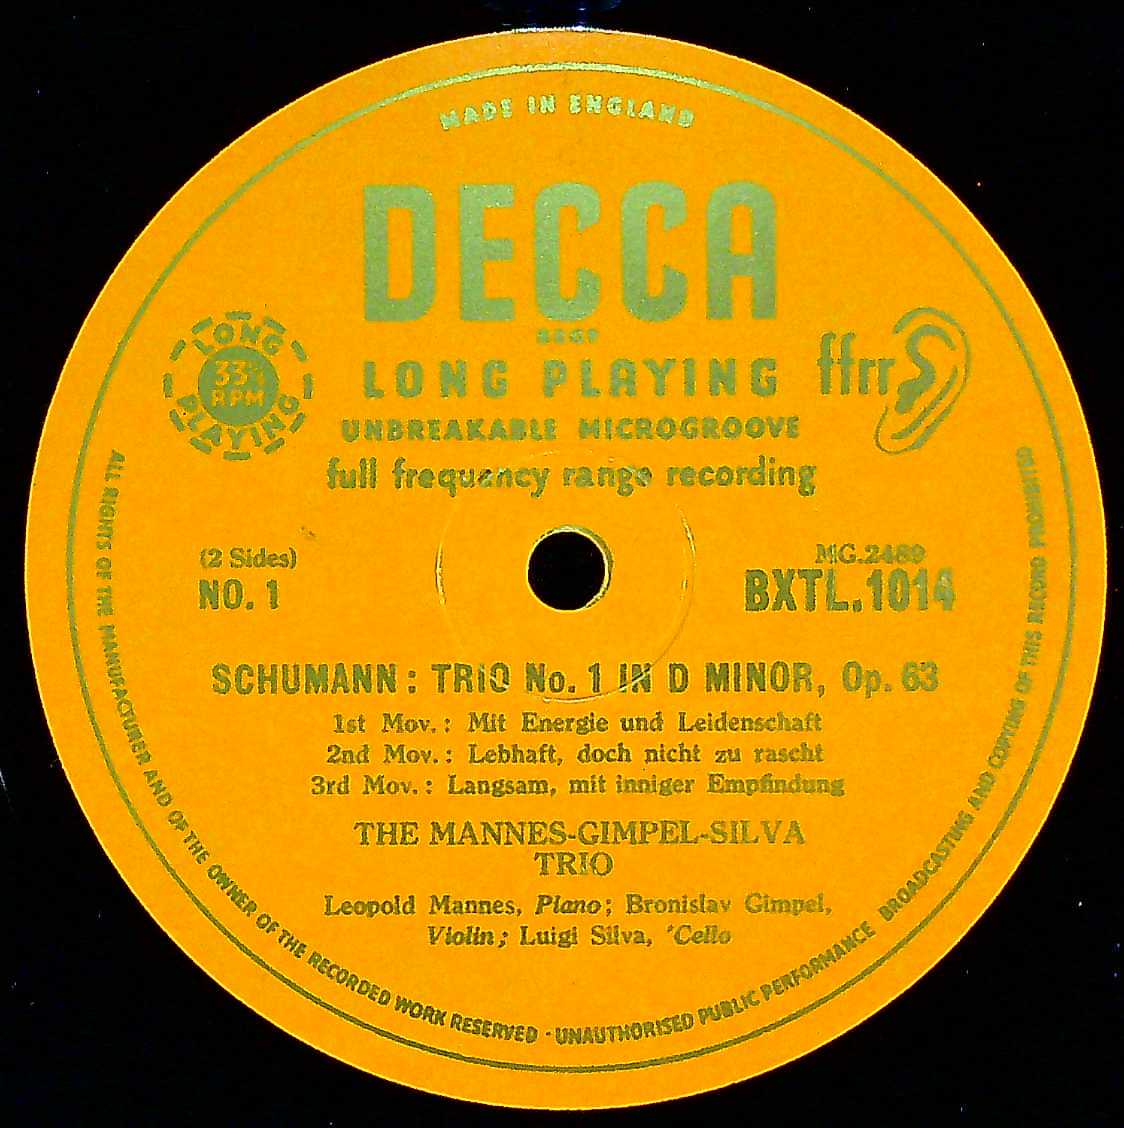 MADE IN ENGLAND
DECCA
LONG PLAYING
33⅓
RPM
LONG PLAYING
ffrr
UNBREAKABLE MICROGROOVE
full frequency range recording
(2 Sides)
NO. 1
MG.2489
BXTL.1014
SCHUMANN : TRIO No. 1 IN D MINOR, Op. 63
1st Mov. : Mit Energie und Leidenschaft
2nd Mov. : Lebhaft, doch nicht zu rascht
3rd Mov. : Langsam, mit inniger Empfindung
THE MANNES-GIMPEL-SILVA
TRIO
Leopold Mannes, Piano; Bronislav Gimpel,
Violin; Luigi Silva, 'Cello
ALL RIGHTS OF THE MANUFACTURER AND OF THE OWNER OF THE RECORDED WORK RESERVED · UNAUTHORISED PUBLIC PERFORMANCE BROADCASTING AND COPYING OF THIS RECORD PROHIBITED